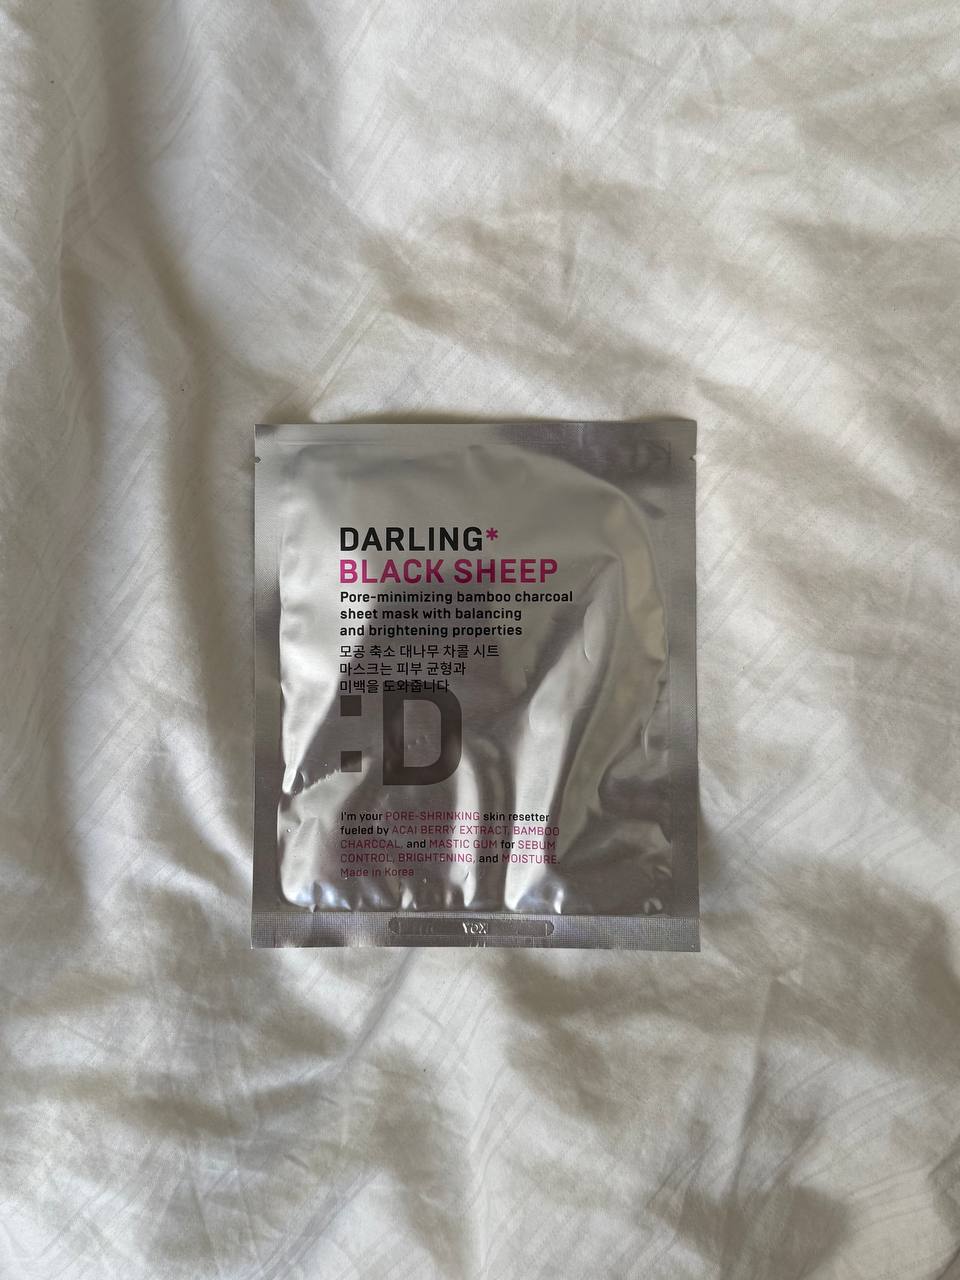 DARLING*
BLACK SHEEP
Pore-minimizing bamboo charcoal
sheet mask with balancing
and brightening properties
모공 축소 대나무 차콜 시트
마스크는 피부 균형과
미백을 도와줍니다
:D
I'm your PORE-SHRINKING skin resetter
fueled by ACAI BERRY EXTRACT, BAMBOO
CHARCOAL, and MASTIC GUM for SEBUM
CONTROL, BRIGHTENING, and MOISTURE.
Made in Korea